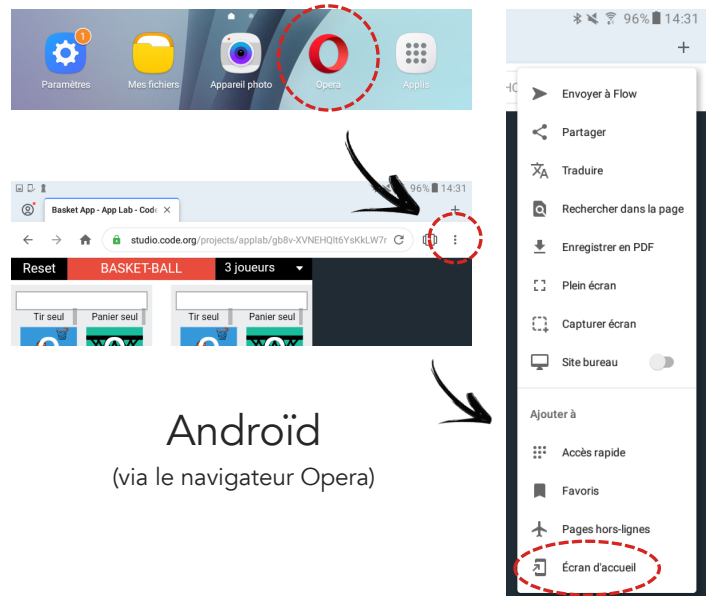 1
Paramètres
Mes fichiers
Appareil photo
Opera
Applis
96% 14:31
Basket App - App Lab - Code
studio.code.org/projects/applab/gb8v-XVNEHQlt6YsKkLW7r
Reset
BASKET-BALL
3 joueurs
Tir seul
Panier seul
Tir seul
Panier seul
Androïd
(via le navigateur Opera)
96% 14:31
Envoyer à Flow
Partager
Traduire
Rechercher dans la page
Enregistrer en PDF
Plein écran
Capturer écran
Site bureau
Ajouter à
Accès rapide
Favoris
Pages hors-lignes
Écran d'accueil